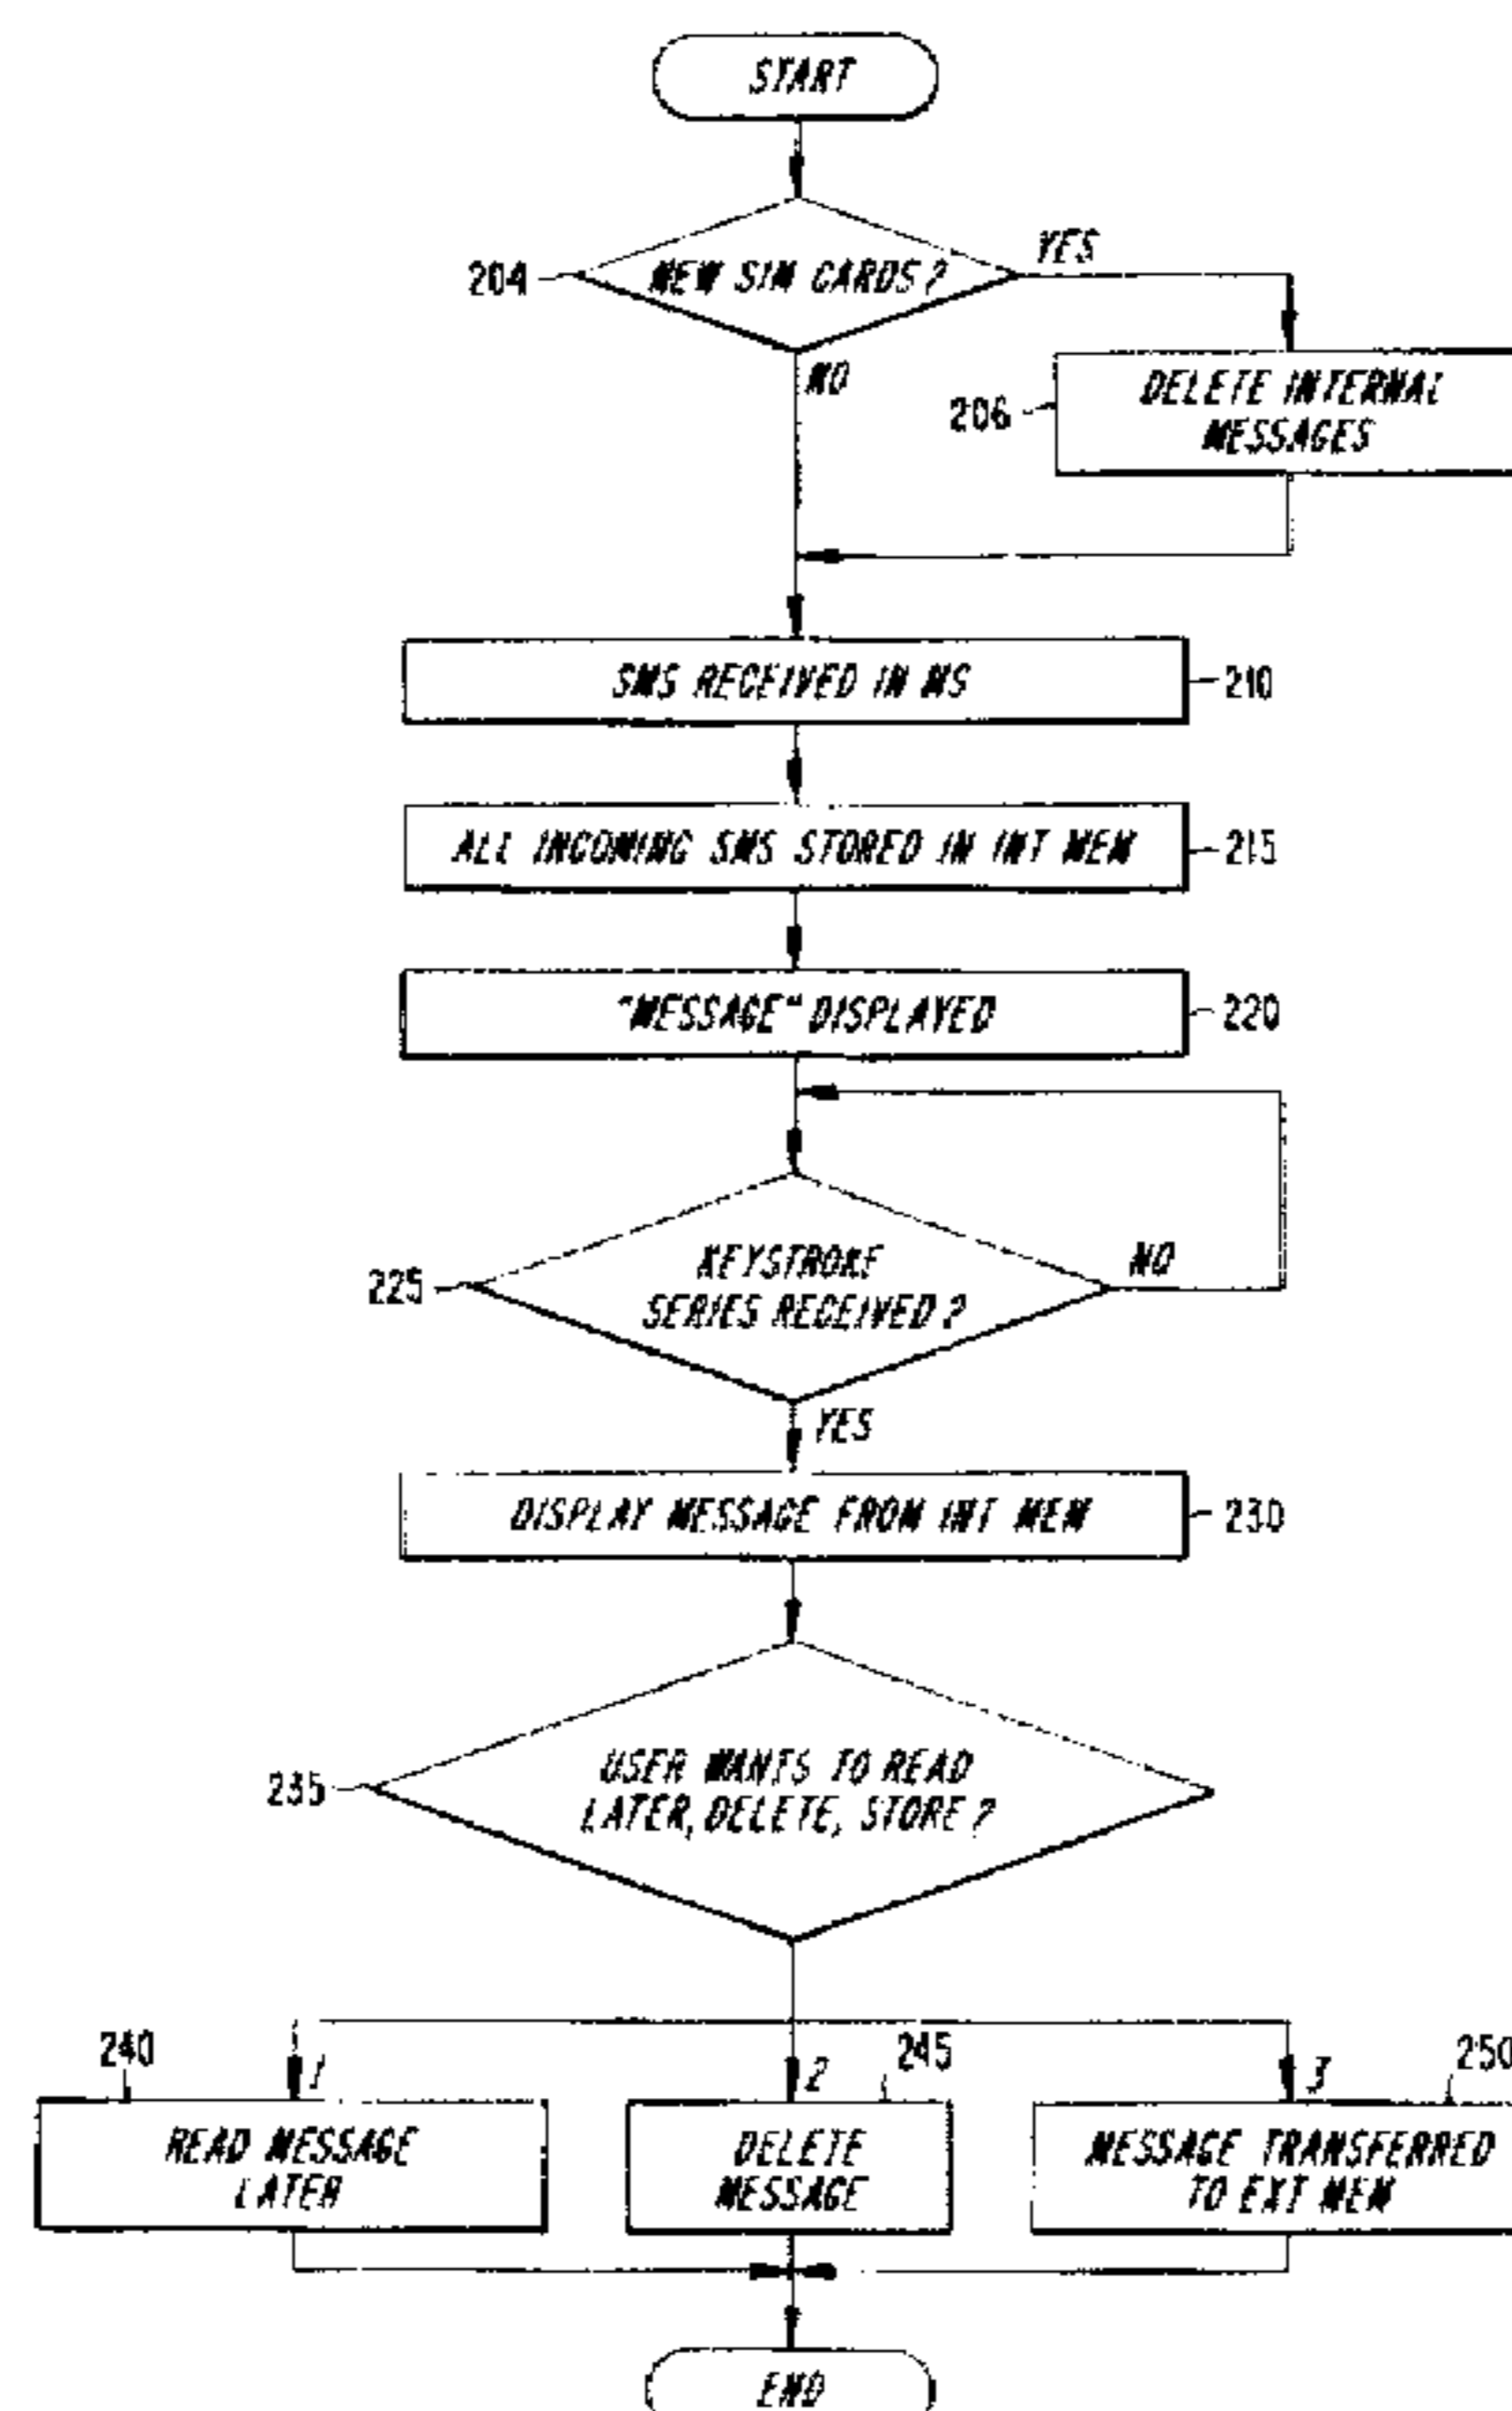 START
204
NEW SIM CARDS?
YES
NO
206
DELETE INTERNAL
MESSAGES
SMS RECEIVED IN MS
210
ALL INCOMING SMS STORED IN INT MEM
215
"MESSAGE" DISPLAYED
220
225
KEYSTROKE
SERIES RECEIVED?
NO
YES
DISPLAY MESSAGE FROM INT MEM
230
235
USER WANTS TO READ
LATER, DELETE, STORE?
240
1
245
2
250
3
READ MESSAGE
LATER
DELETE
MESSAGE
MESSAGE TRANSFERRED
TO EXT MEM
END